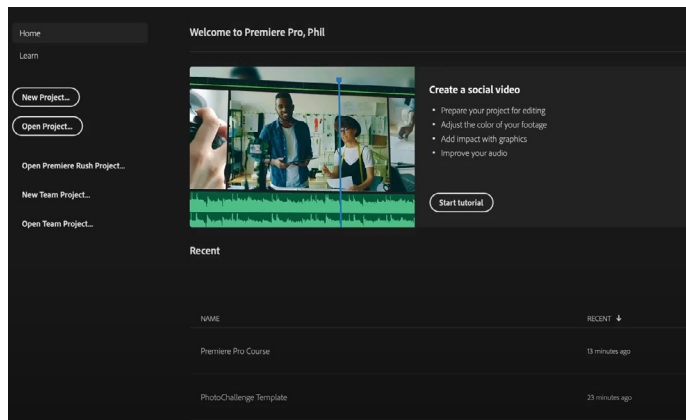 Home
Learn
New Project...
Open Project...
Open Premiere Rush Project...
New Team Project...
Open Team Project...
Welcome to Premiere Pro, Phil
Create a social video
• Prepare your project for editing
• Adjust the color of your footage
• Add impact with graphics
• Improve your audio
Start tutorial
Recent
NAME RECENT ↓
Premiere Pro Course 13 minutes ago
PhotoChallenge Template 23 minutes ago